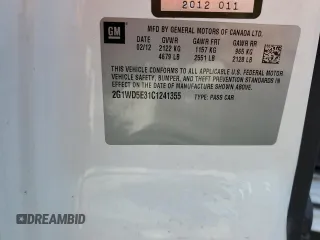 2012 011
GM
MFD BY GENERAL MOTORS OF CANADA LTD.
DATE GVWR GAWR FRT GAWR RR
02/12 2122 KG 1157 KG 965 KG
4679 LB 2551 LB 2128 LB
THIS VEHICLE CONFORMS TO ALL APPLICABLE U.S. FEDERAL MOTOR
VEHICLE SAFETY, BUMPER, AND THEFT PREVENTION STANDARDS IN
EFFECT ON THE DATE OF MANUFACTURE SHOWN ABOVE.
2G1WD5E31C1241355 TYPE: PASS CAR
DREAMBID